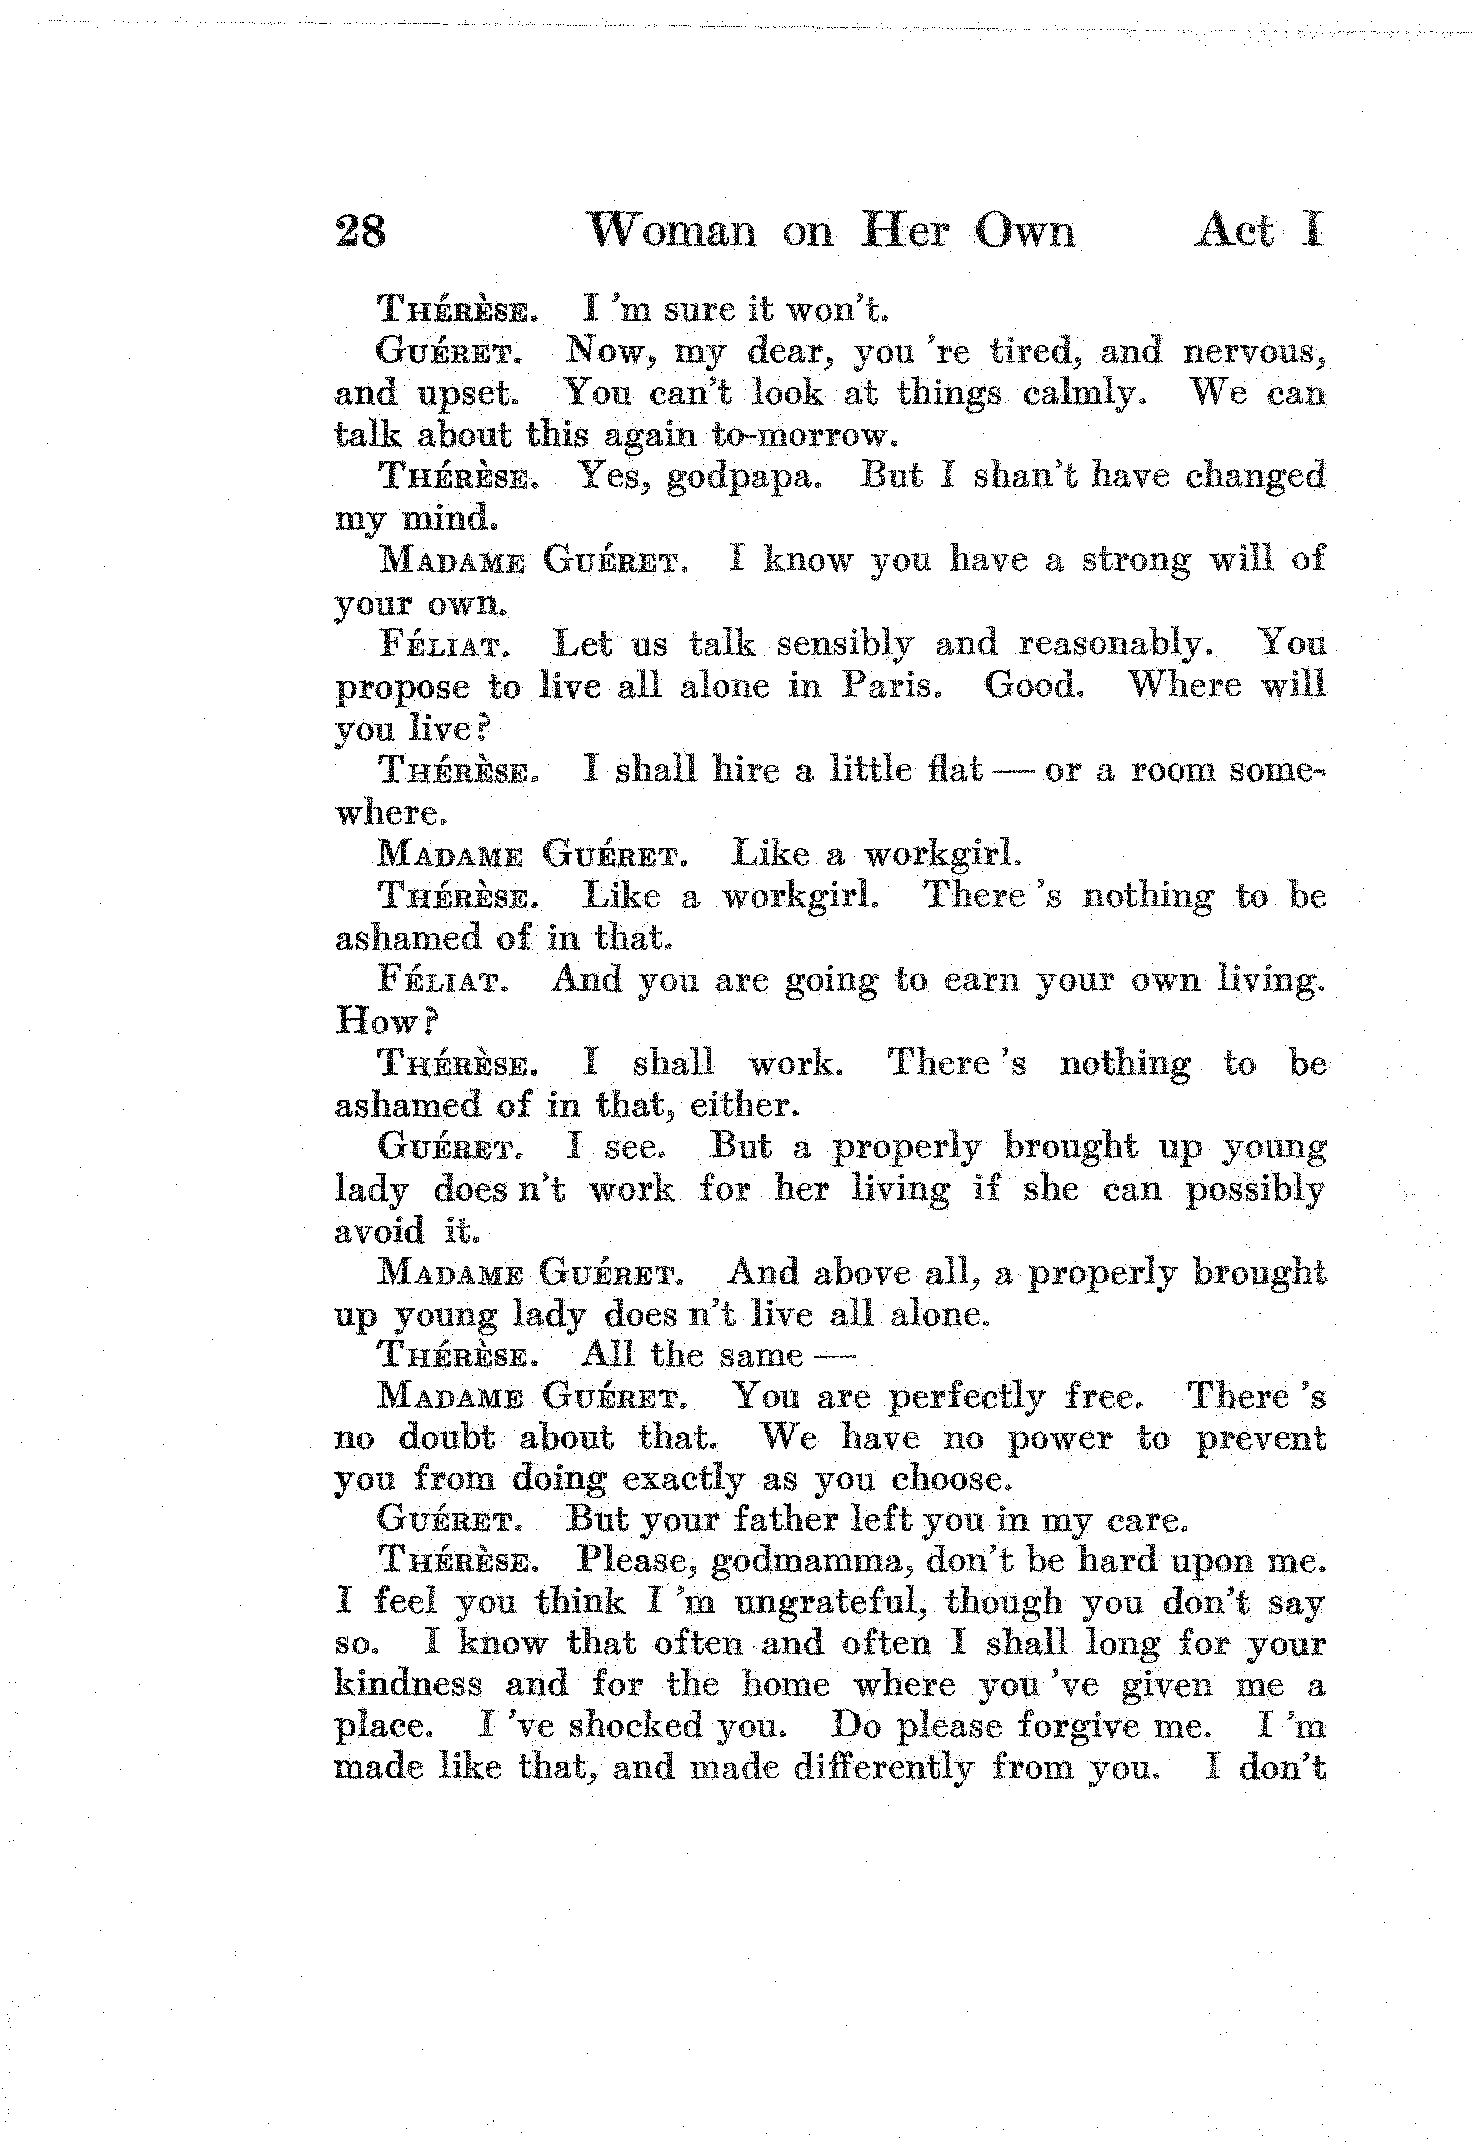 28 Woman on Her Own Act I
THÉRÈSE. I 'm sure it won't.
GUÉRET. Now, my dear, you 're tired, and nervous,
and upset. You can't look at things calmly. We can
talk about this again to-morrow.
THÉRÈSE. Yes, godpapa. But I shan't have changed
my mind.
MADAME GUÉRET. I know you have a strong will of
your own.
FÉLIAT. Let us talk sensibly and reasonably. You
propose to live all alone in Paris. Good. Where will
you live?
THÉRÈSE. I shall hire a little flat — or a room some-
where.
MADAME GUÉRET. Like a workgirl.
THÉRÈSE. Like a workgirl. There 's nothing to be
ashamed of in that.
FÉLIAT. And you are going to earn your own living.
How?
THÉRÈSE. I shall work. There 's nothing to be
ashamed of in that, either.
GUÉRET. I see. But a properly brought up young
lady does n't work for her living if she can possibly
avoid it.
MADAME GUÉRET. And above all, a properly brought
up young lady does n't live all alone.
THÉRÈSE. All the same —
MADAME GUÉRET. You are perfectly free. There 's
no doubt about that. We have no power to prevent
you from doing exactly as you choose.
GUÉRET. But your father left you in my care.
THÉRÈSE. Please, godmamma, don't be hard upon me.
I feel you think I 'm ungrateful, though you don't say
so. I know that often and often I shall long for your
kindness and for the home where you 've given me a
place. I 've shocked you. Do please forgive me. I 'm
made like that, and made differently from you. I don't